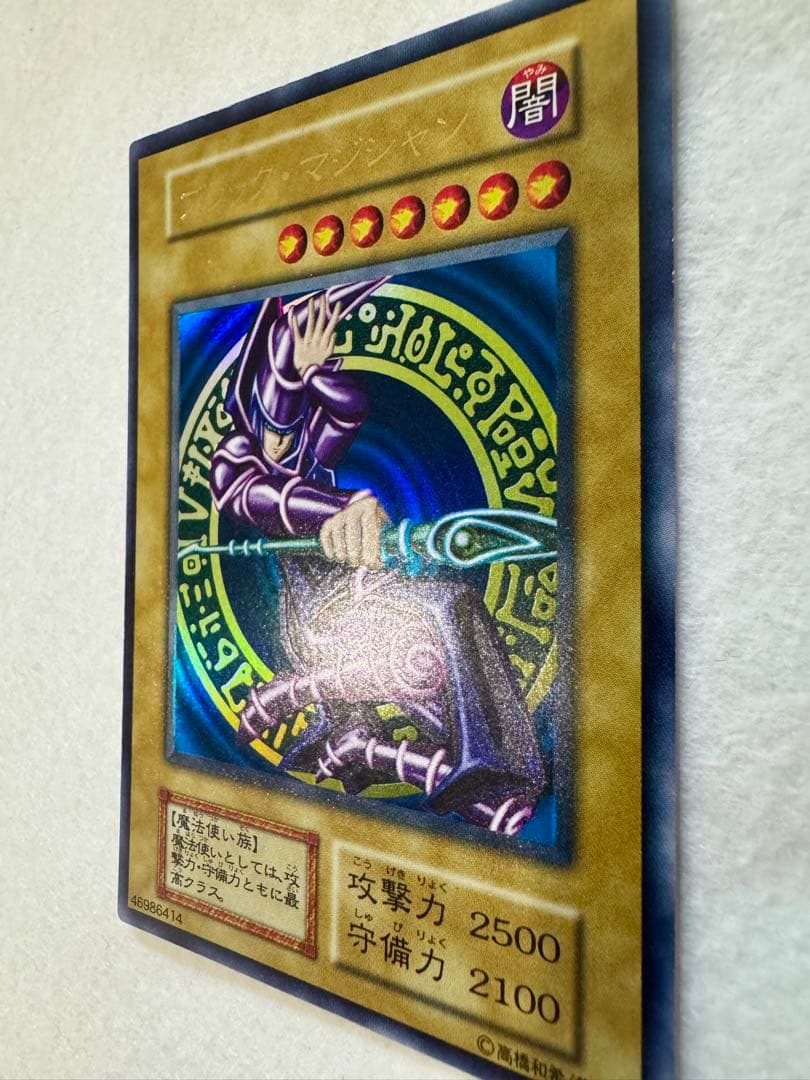 ブラック・マジシャン
やみ
闇
【魔法使い族】
魔法使いとしては、攻
撃力・守備力ともに最
高クラス。
46986414
こう げき りょく
攻撃力 2500
しゅ び りょく
守備力 2100
©高橋和希/